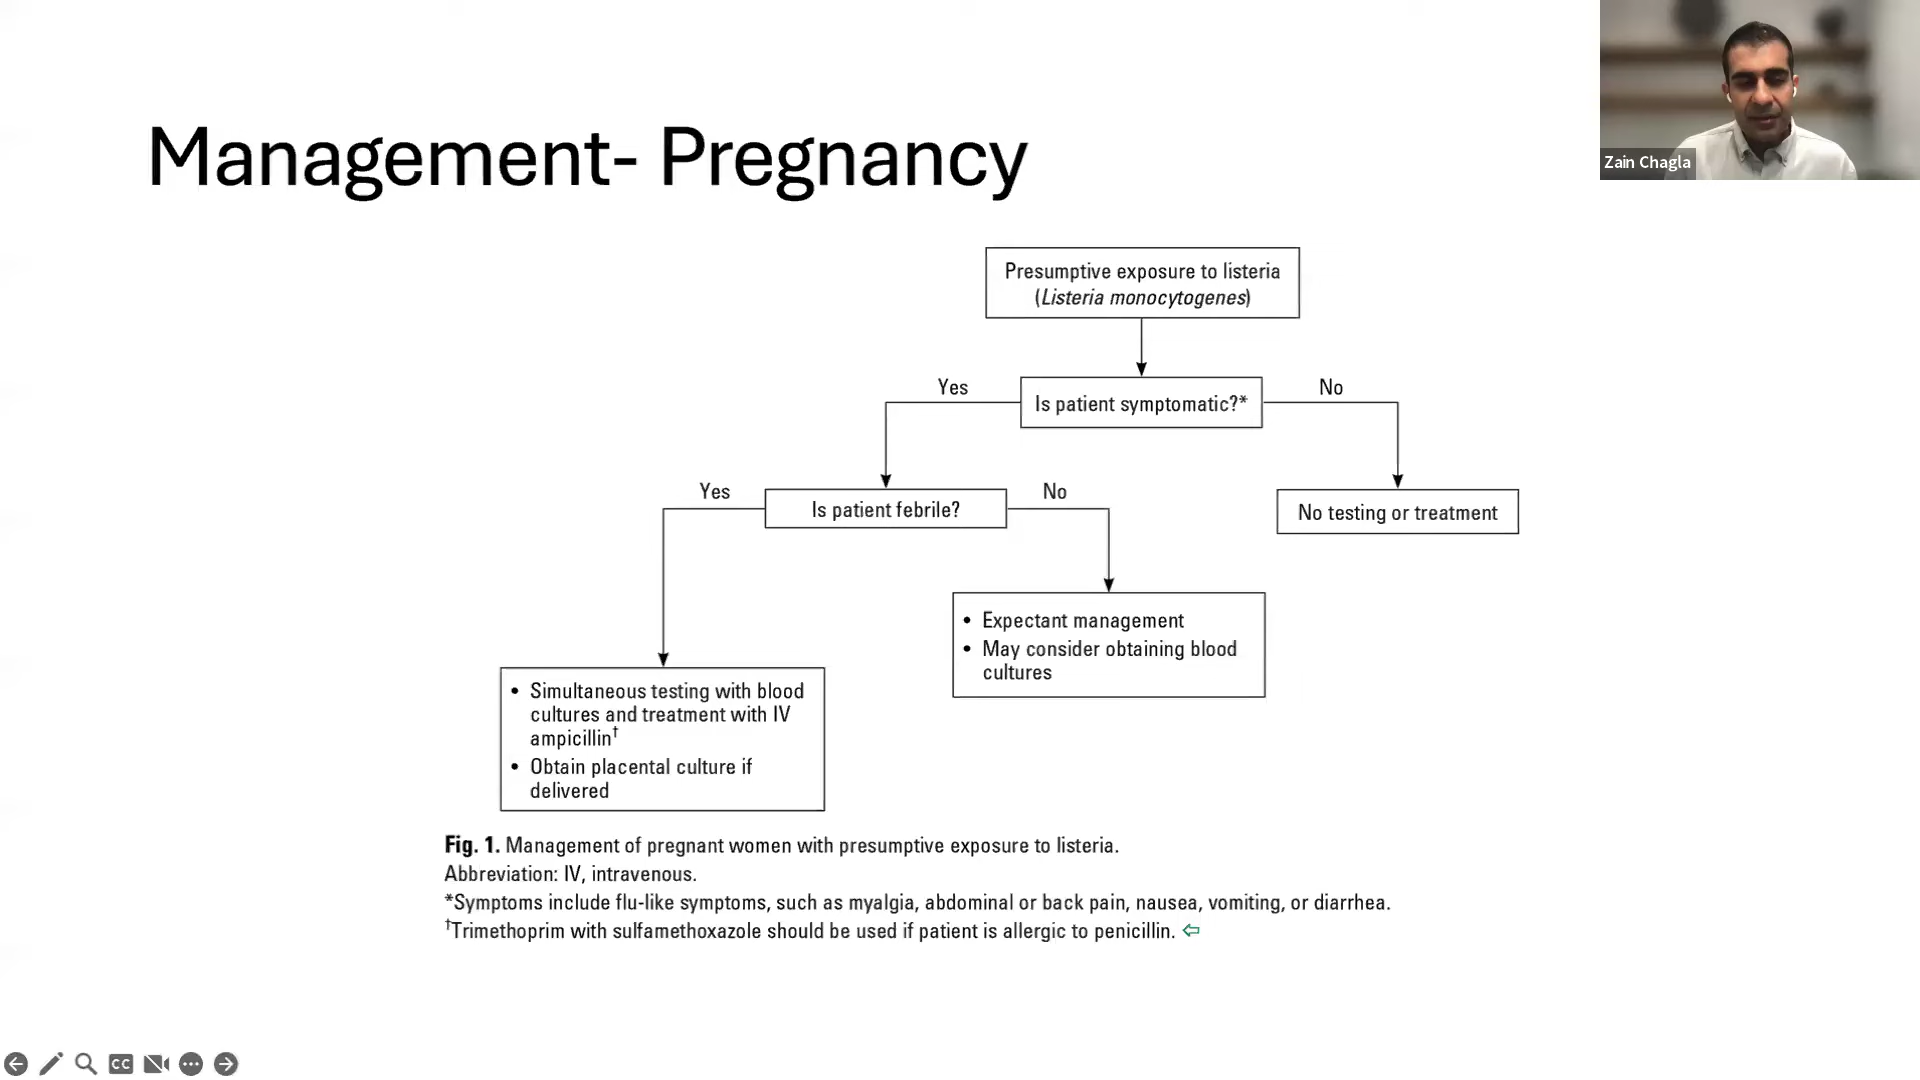 Management- Pregnancy
Zain Chagla
Presumptive exposure to listeria
(Listeria monocytogenes)
Yes
Is patient symptomatic?*
No
Yes
Is patient febrile?
No
No testing or treatment
• Expectant management
• May consider obtaining blood
cultures
• Simultaneous testing with blood
cultures and treatment with IV
ampicillin†
• Obtain placental culture if
delivered
Fig. 1. Management of pregnant women with presumptive exposure to listeria.
Abbreviation: IV, intravenous.
*Symptoms include flu-like symptoms, such as myalgia, abdominal or back pain, nausea, vomiting, or diarrhea.
†Trimethoprim with sulfamethoxazole should be used if patient is allergic to penicillin. ⇦
CC